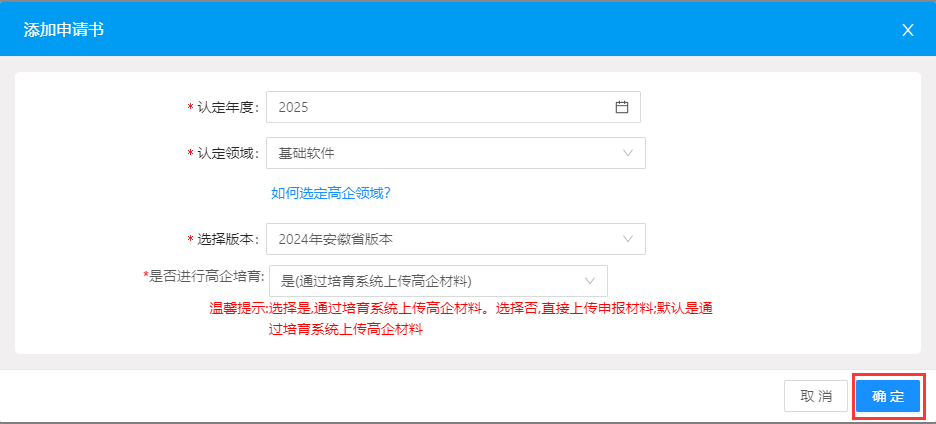 添加申请书
* 认定年度: 2025
* 认定领域: 基础软件
如何选定高企领域?
* 选择版本: 2024年安徽省版本
*是否进行高企培育: 是(通过培育系统上传高企材料)
温馨提示:选择是,通过培育系统上传高企材料。选择否,直接上传申报材料;默认是通
过培育系统上传高企材料
取 消 确 定